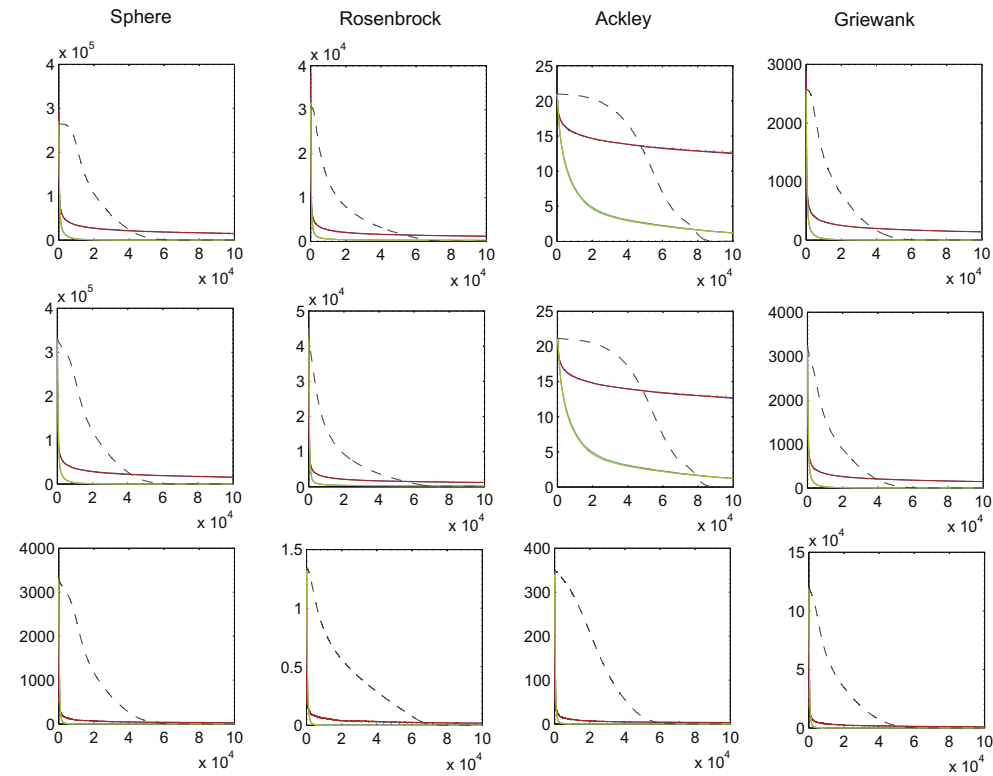 Sphere Rosenbrock Ackley Griewank
x 10^5 x 10^4
4 4 25 3000
3 3 20 2000
2 2 15
1 1 10 1000
0 0 5 0
0
0 2 4 6 8 10 0 2 4 6 8 10 0 2 4 6 8 10 0 2 4 6 8 10
x 10^4 x 10^4 x 10^4 x 10^4
x 10^5 x 10^4
4 5 25 4000
3 4 20 3000
2 3 15 2000
1 2 10 1000
0 1 5 0
0 0
0 2 4 6 8 10 0 2 4 6 8 10 0 2 4 6 8 10 0 2 4 6 8 10
x 10^4 x 10^4 x 10^4 x 10^4
x 10^4
4000 1.5 400 15
3000 1 300 10
2000 0.5 200 5
1000 0 100 0
0 0
0 2 4 6 8 10 0 2 4 6 8 10 0 2 4 6 8 10 0 2 4 6 8 10
x 10^4 x 10^4 x 10^4 x 10^4